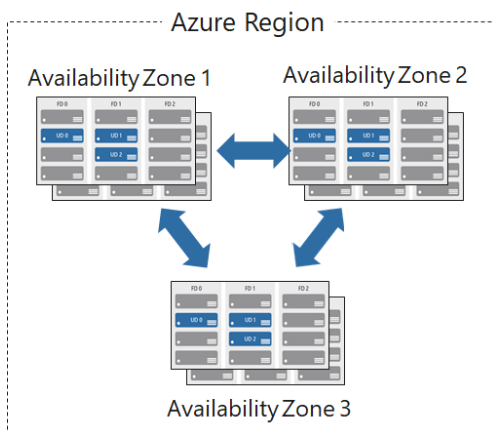 Azure Region
Availability Zone 1
FD 0 FD 1 FD 2
UD 0 UD 1
UD 2
Availability Zone 2
FD 0 FD 1 FD 2
UD 0 UD 1
UD 2
FD 0 FD 1 FD 2
UD 0 UD 1
UD 2
Availability Zone 3